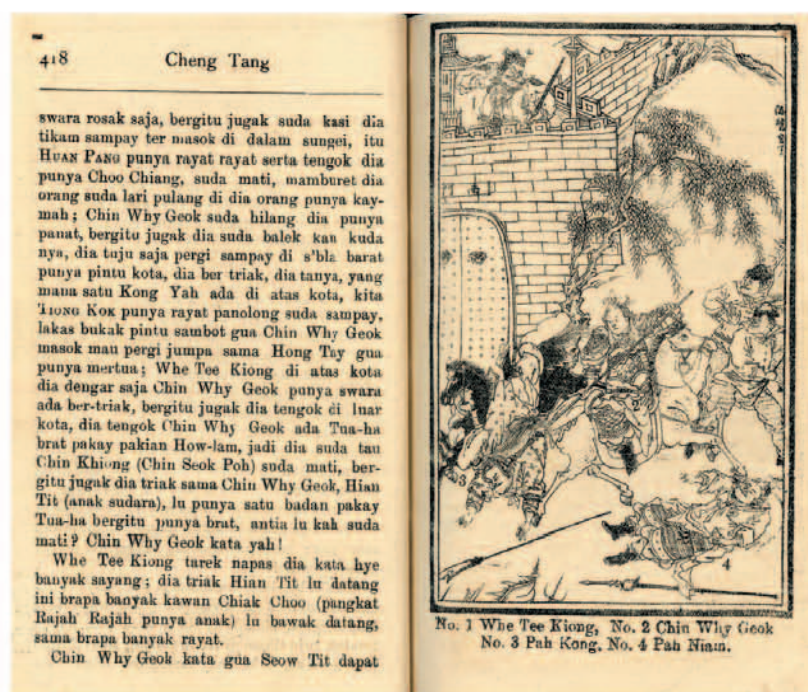 418 Cheng Tang
swara rosak saja, bergitu jugak suda kasi dia
tikam sampay ter masok di dalam sungei, itu
HUAN PANG punya rayat rayat serta tengok dia
punya Choo Chiang, suda mati, mamburet dia
orang suda lari pulang di dia orang punya kay-
mah; Chin Why Geok suda hilang dia punya
panat, bergitu jugak dia suda balek kan kuda
nya, dia tuju saja pergi sampay di s'bla barat
punya pintu kota, dia ber triak, dia tanya, yang
mana satu Kong Yah ada di atas kota, kita
TIONG KOK punya rayat panolong suda sampay,
lakas bukak pintu sambot gua Chin Why Geok
masok mau pergi jumpa sama Hong Tay gua
punya mertua; Whe Tee Kiong di atas kota
dia dengar saja Chin Why Geok punya swara
ada ber-triak, bergitu jugak dia tengok di luar
kota, dia tengok Chin Why Geok ada Tua-ha
brat pakay pakian How-lam, jadi dia suda tau
Chin Khiong (Chin Seok Poh) suda mati, ber-
gitu jugak dia triak sama Chin Why Geok, Hian
Tit (anak sudara), lu punya satu badan pakay
Tua-ha bergitu punya brat, antia lu kah suda
mati? Chin Why Geok kata yah!
Whe Tee Kiong tarek napas dia kata hye
banyak sayang; dia triak Hian Tit lu datang
ini brapa banyak kawan Chiak Choo (pangkat
Rajah Rajah punya anak) lu bawak datang,
sama brapa banyak rayat.
Chin Why Geok kata gua Seow Tit dapat
2
3
4
No. 1 Whe Tee Kiong, No. 2 Chin Why Geok
No. 3 Pah Kong, No. 4 Pah Niam.